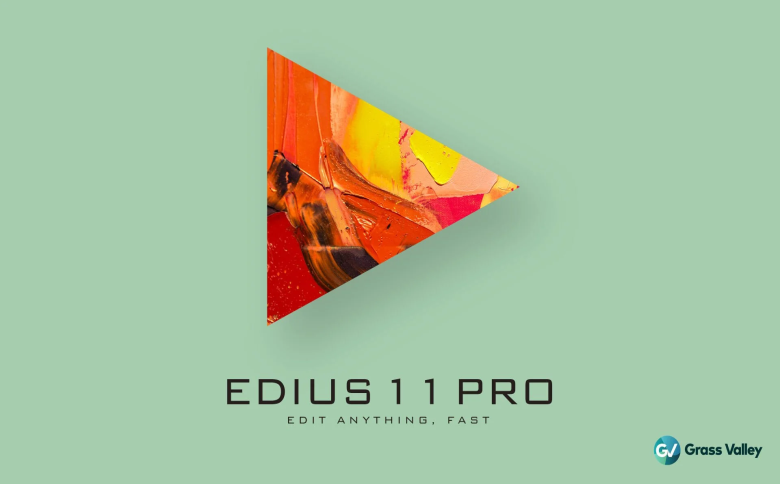 EDIUS 11 PRO
EDIT ANYTHING, FAST
GV Grass Valley